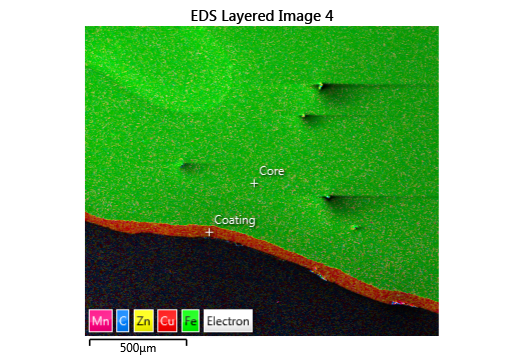 EDS Layered Image 4
Core
Coating
Mn C Zn Cu Fe Electron
500µm